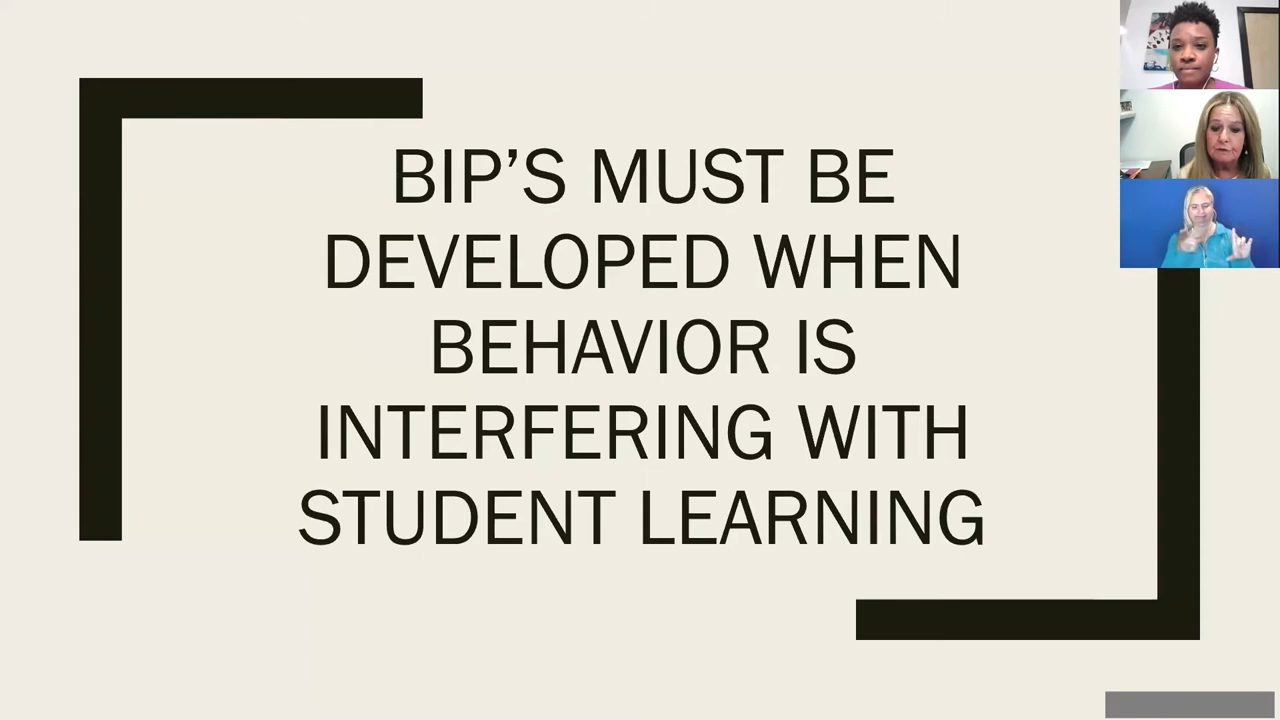 BIP’S MUST BE
DEVELOPED WHEN
BEHAVIOR IS
INTERFERING WITH
STUDENT LEARNING